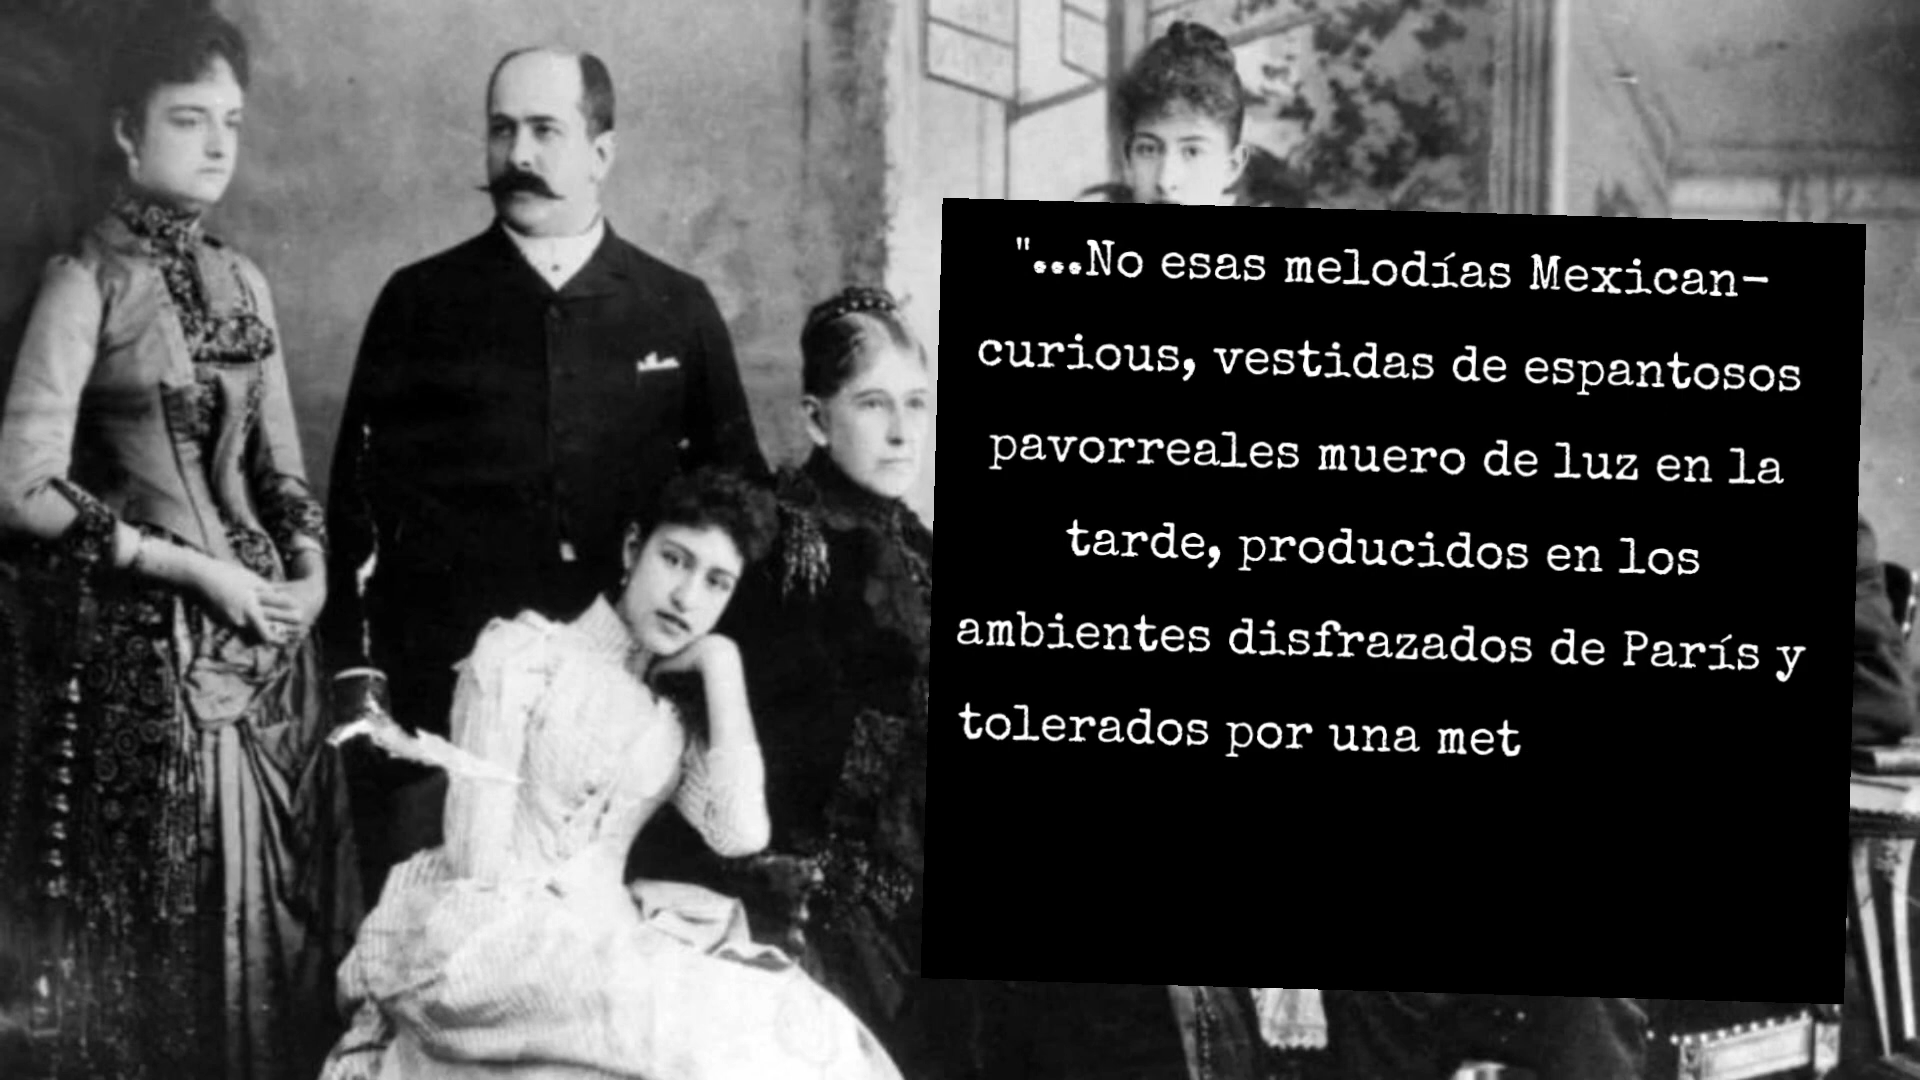 "...No esas melodías Mexican-
curious, vestidas de espantosos
pavorreales muero de luz en la
tarde, producidos en los
ambientes disfrazados de París y
tolerados por una met